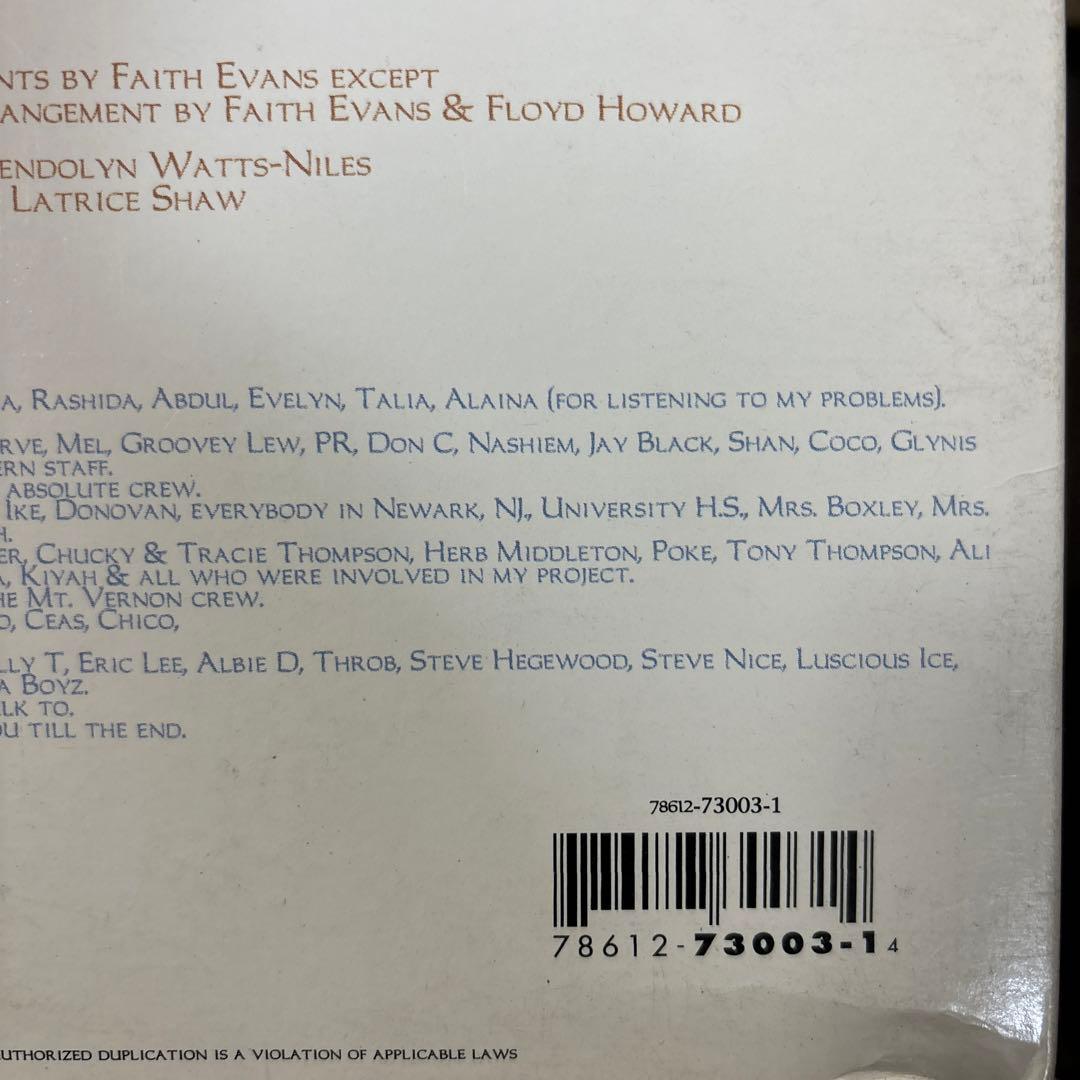 NTS BY FAITH EVANS EXCEPT
ANGEMENT BY FAITH EVANS & FLOYD HOWARD
ENDOLYN WATTS-NILES
LATRICE SHAW
A, RASHIDA, ABDUL, EVELYN, TALIA, ALAINA (FOR LISTENING TO MY PROBLEMS).
RVE, MEL, GROOVEY LEW, PR, DON C, NASHIEM, JAY BLACK, SHAN, COCO, GLYNIS
ERN STAFF.
ABSOLUTE CREW.
IKE, DONOVAN, EVERYBODY IN NEWARK, NJ., UNIVERSITY H.S., MRS. BOXLEY, MRS.
H.
ER, CHUCKY & TRACIE THOMPSON, HERB MIDDLETON, POKE, TONY THOMPSON, ALI
A, KIYAH & ALL WHO WERE INVOLVED IN MY PROJECT.
HE MT. VERNON CREW.
O, CEAS, CHICO,
LLY T, ERIC LEE, ALBIE D, THROB, STEVE HEGEWOOD, STEVE NICE, LUSCIOUS ICE,
A BOYZ.
LK TO.
OU TILL THE END.
78612-73003-1
78612-73003-1 4
UTHORIZED DUPLICATION IS A VIOLATION OF APPLICABLE LAWS